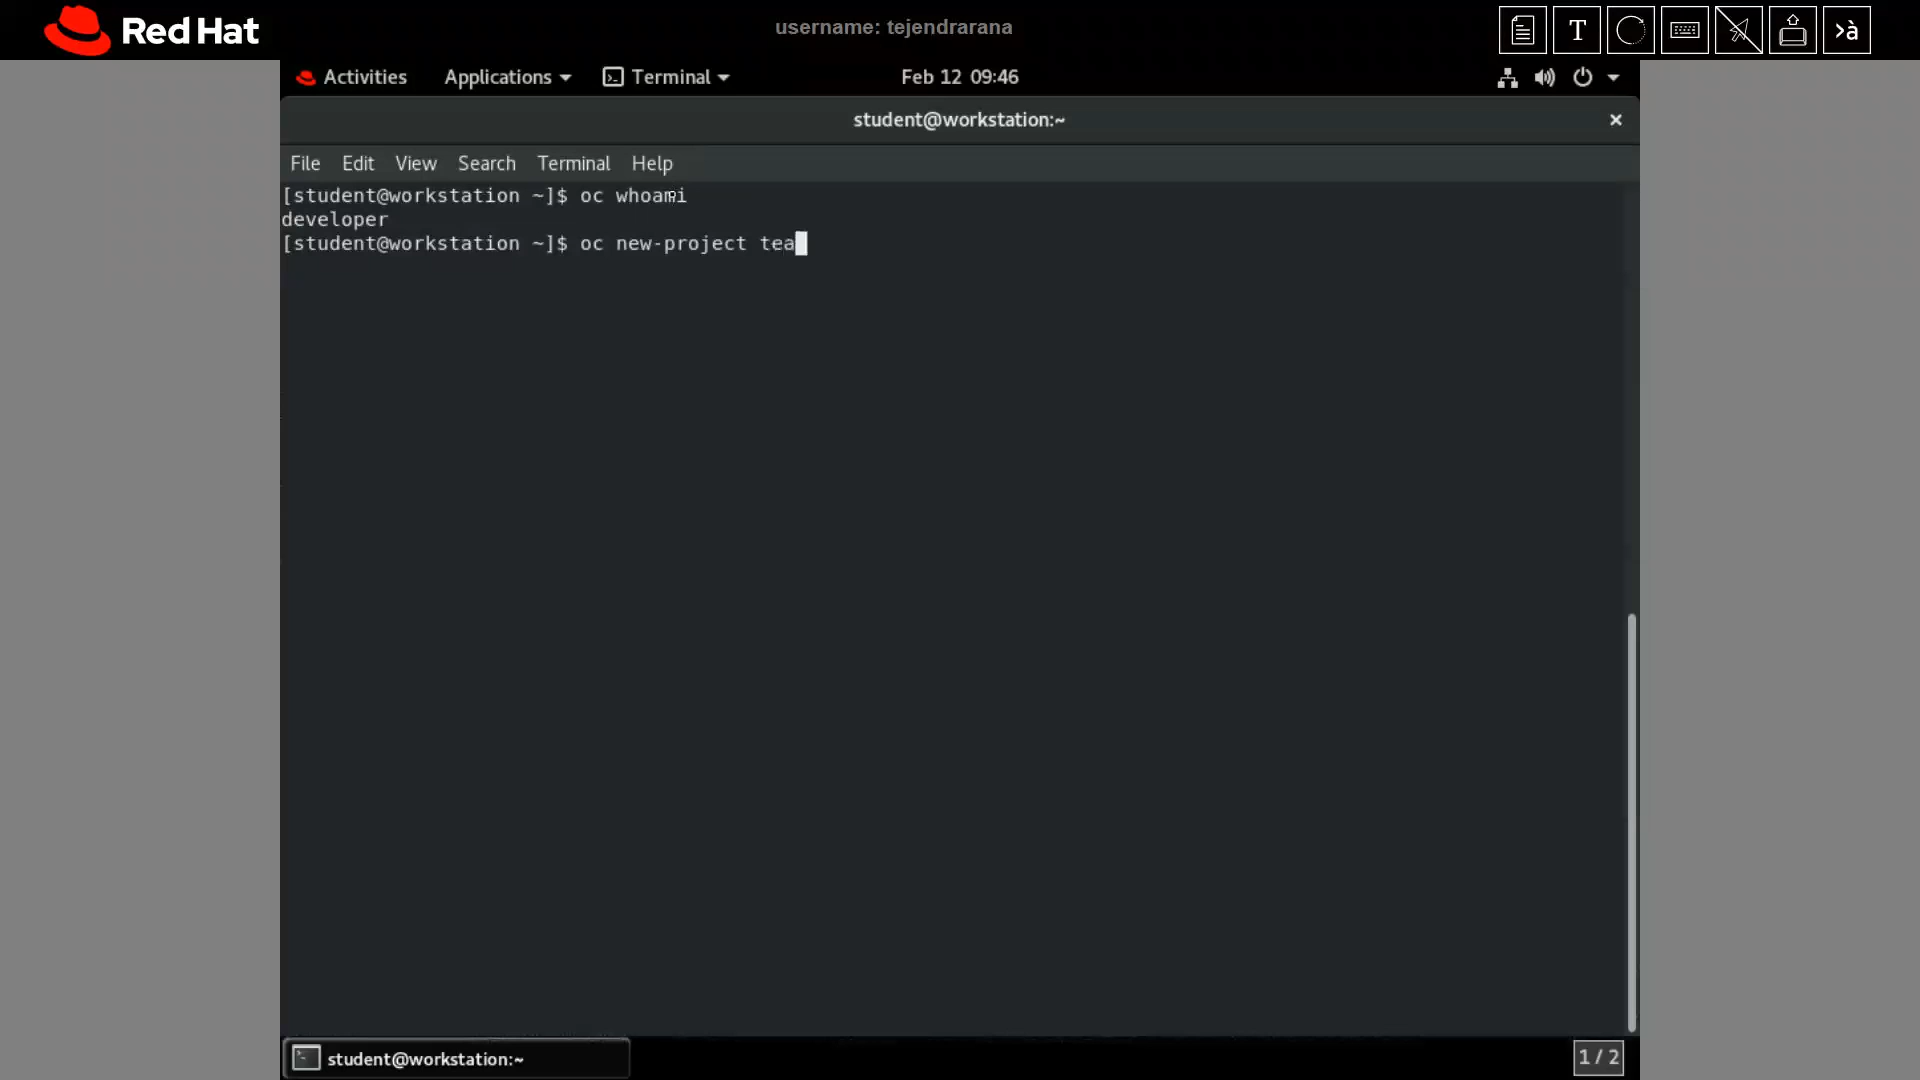 Red Hat
username: tejendrarana
T
>à
Activities Applications Terminal Feb 12 09:46
student@workstation:~ ×
File Edit View Search Terminal Help
[student@workstation ~]$ oc whoami
developer
[student@workstation ~]$ oc new-project tea
student@workstation:~
1 / 2